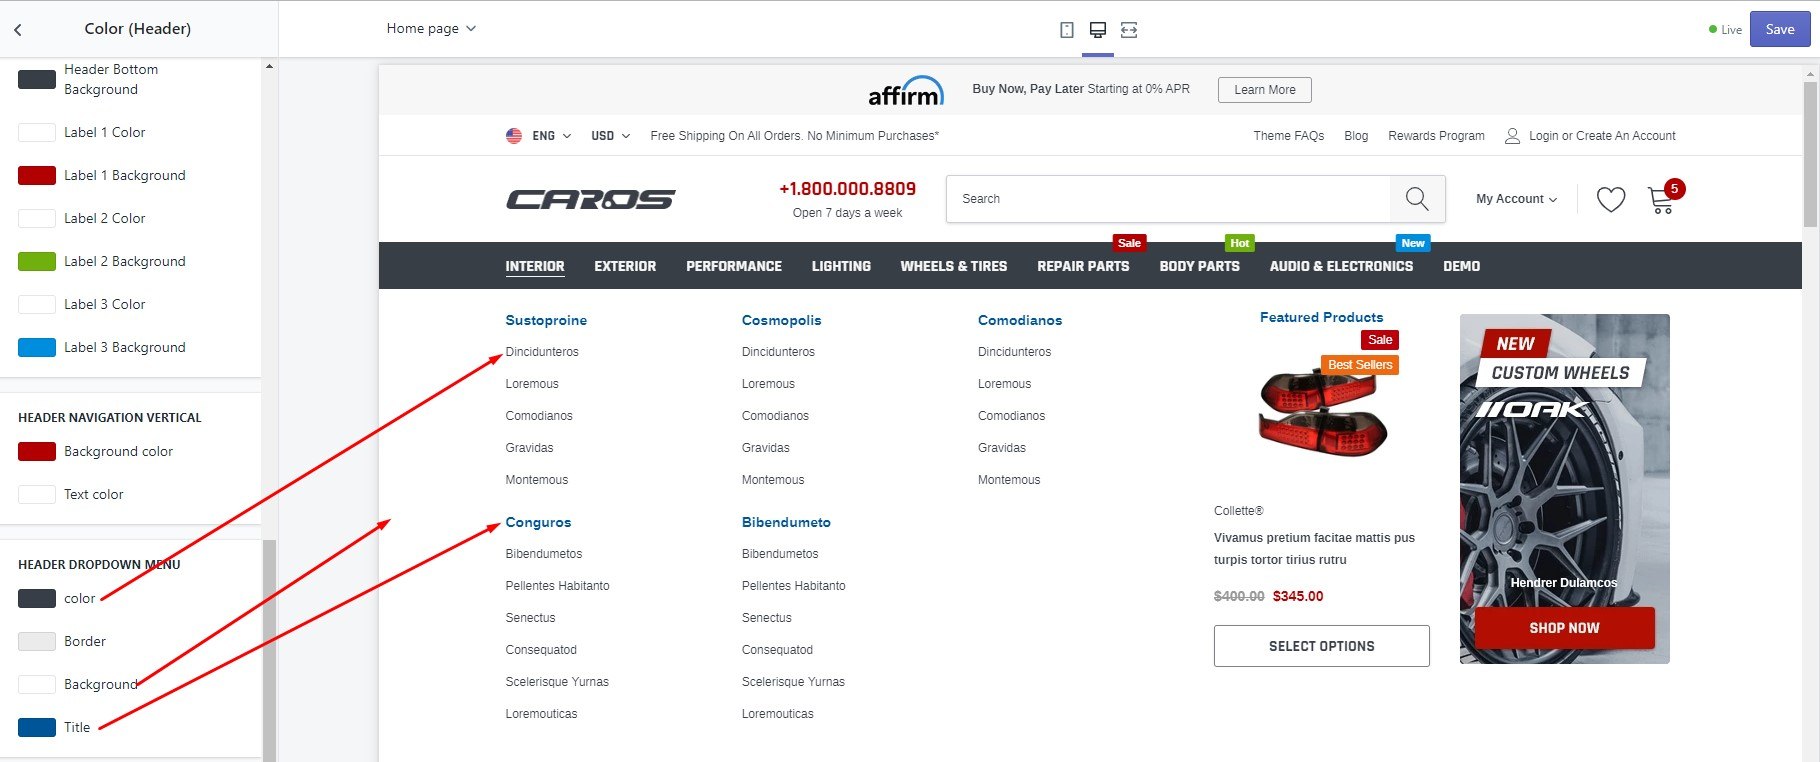 Color (Header)
Home page
Live
Save
Header Bottom
Background
Label 1 Color
Label 1 Background
Label 2 Color
Label 2 Background
Label 3 Color
Label 3 Background
HEADER NAVIGATION VERTICAL
Background color
Text color
HEADER DROPDOWN MENU
color
Border
Background
Title
affirm
Buy Now, Pay Later Starting at 0% APR
Learn More
ENG
USD
Free Shipping On All Orders. No Minimum Purchases*
Theme FAQs
Blog
Rewards Program
Login or Create An Account
CAROS
+1.800.000.8809
Open 7 days a week
Search
My Account
5
Sale
Hot
New
INTERIOR
EXTERIOR
PERFORMANCE
LIGHTING
WHEELS & TIRES
REPAIR PARTS
BODY PARTS
AUDIO & ELECTRONICS
DEMO
Sustoproine
Dincidunteros
Loremous
Comodianos
Gravidas
Montemous
Cosmopolis
Dincidunteros
Loremous
Comodianos
Gravidas
Montemous
Comodianos
Dincidunteros
Loremous
Comodianos
Gravidas
Montemous
Conguros
Bibendumetos
Pellentes Habitanto
Senectus
Consequatod
Scelerisque Yurnas
Loremouticas
Bibendumeto
Bibendumetos
Pellentes Habitanto
Senectus
Consequatod
Scelerisque Yurnas
Loremouticas
Featured Products
Sale
Best Sellers
Collette®
Vivamus pretium facitae mattis pus
turpis tortor tirius rutru
$400.00 $345.00
SELECT OPTIONS
NEW
CUSTOM WHEELS
//OAK
Hendrer Dulamcos
SHOP NOW